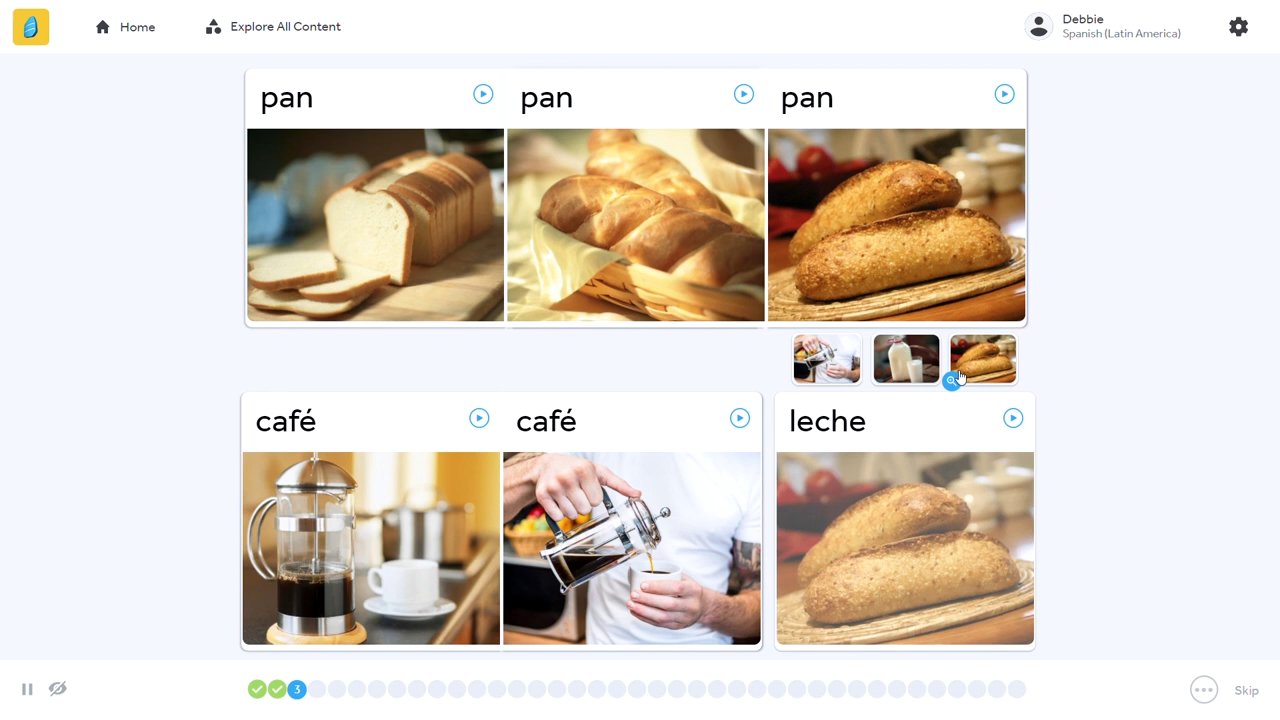 Home
Explore All Content
Debbie
Spanish (Latin America)
pan
pan
pan
café
café
leche
3
Skip